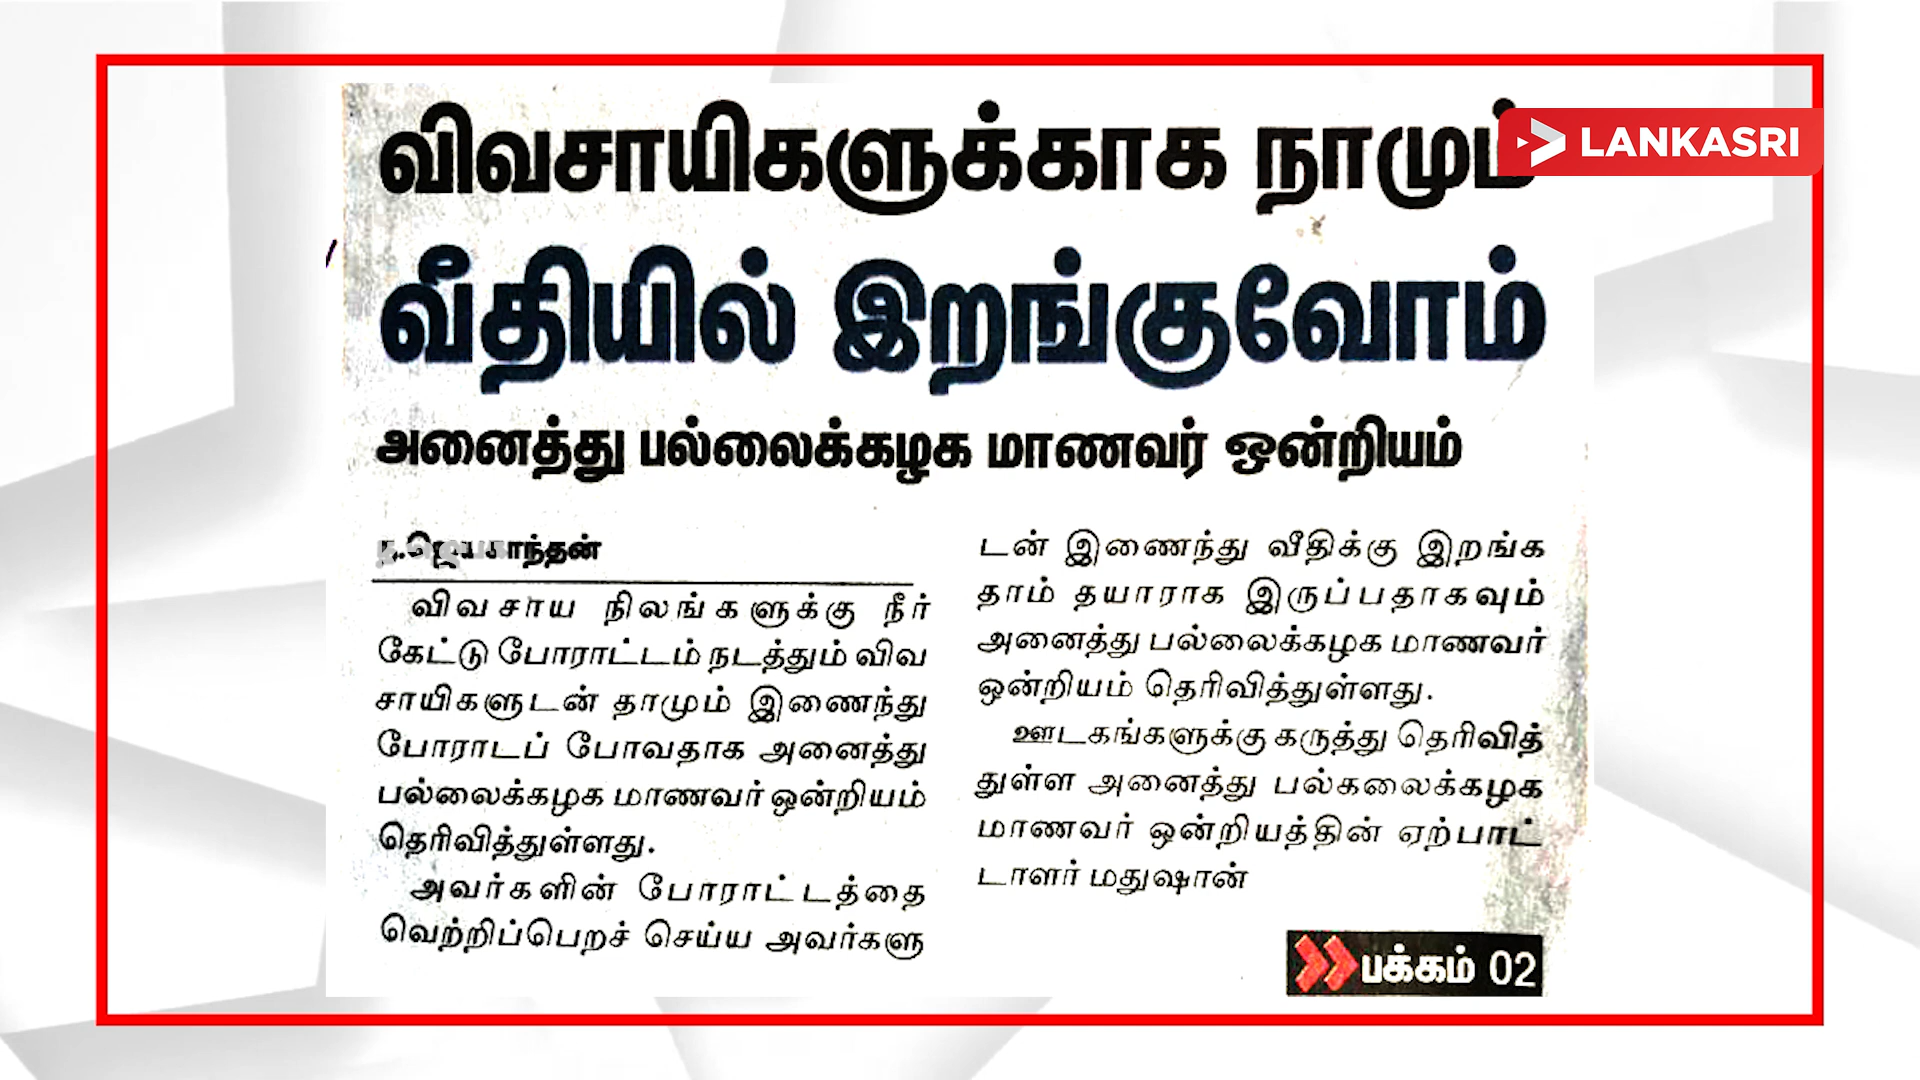 விவசாயிகளுக்காக நாமும்
LANKASRI
வீதியில் இறங்குவோம்
அனைத்து பல்லைக்கழக மாணவர் ஒன்றியம்
ந.ஜெயகாந்தன்
விவசாய நிலங்களுக்கு நீர்
கேட்டு போராட்டம் நடத்தும் விவ
சாயிகளுடன் தாமும் இணைந்து
போராடப் போவதாக அனைத்து
பல்லைக்கழக மாணவர் ஒன்றியம்
தெரிவித்துள்ளது.
அவர்களின் போராட்டத்தை
வெற்றிப்பெறச் செய்ய அவர்களு
டன் இணைந்து வீதிக்கு இறங்க
தாம் தயாராக இருப்பதாகவும்
அனைத்து பல்லைக்கழக மாணவர்
ஒன்றியம் தெரிவித்துள்ளது.
ஊடகங்களுக்கு கருத்து தெரிவித்
துள்ள அனைத்து பல்கலைக்கழக
மாணவர் ஒன்றியத்தின் ஏற்பாட்
டாளர் மதுஷான்
பக்கம் 02